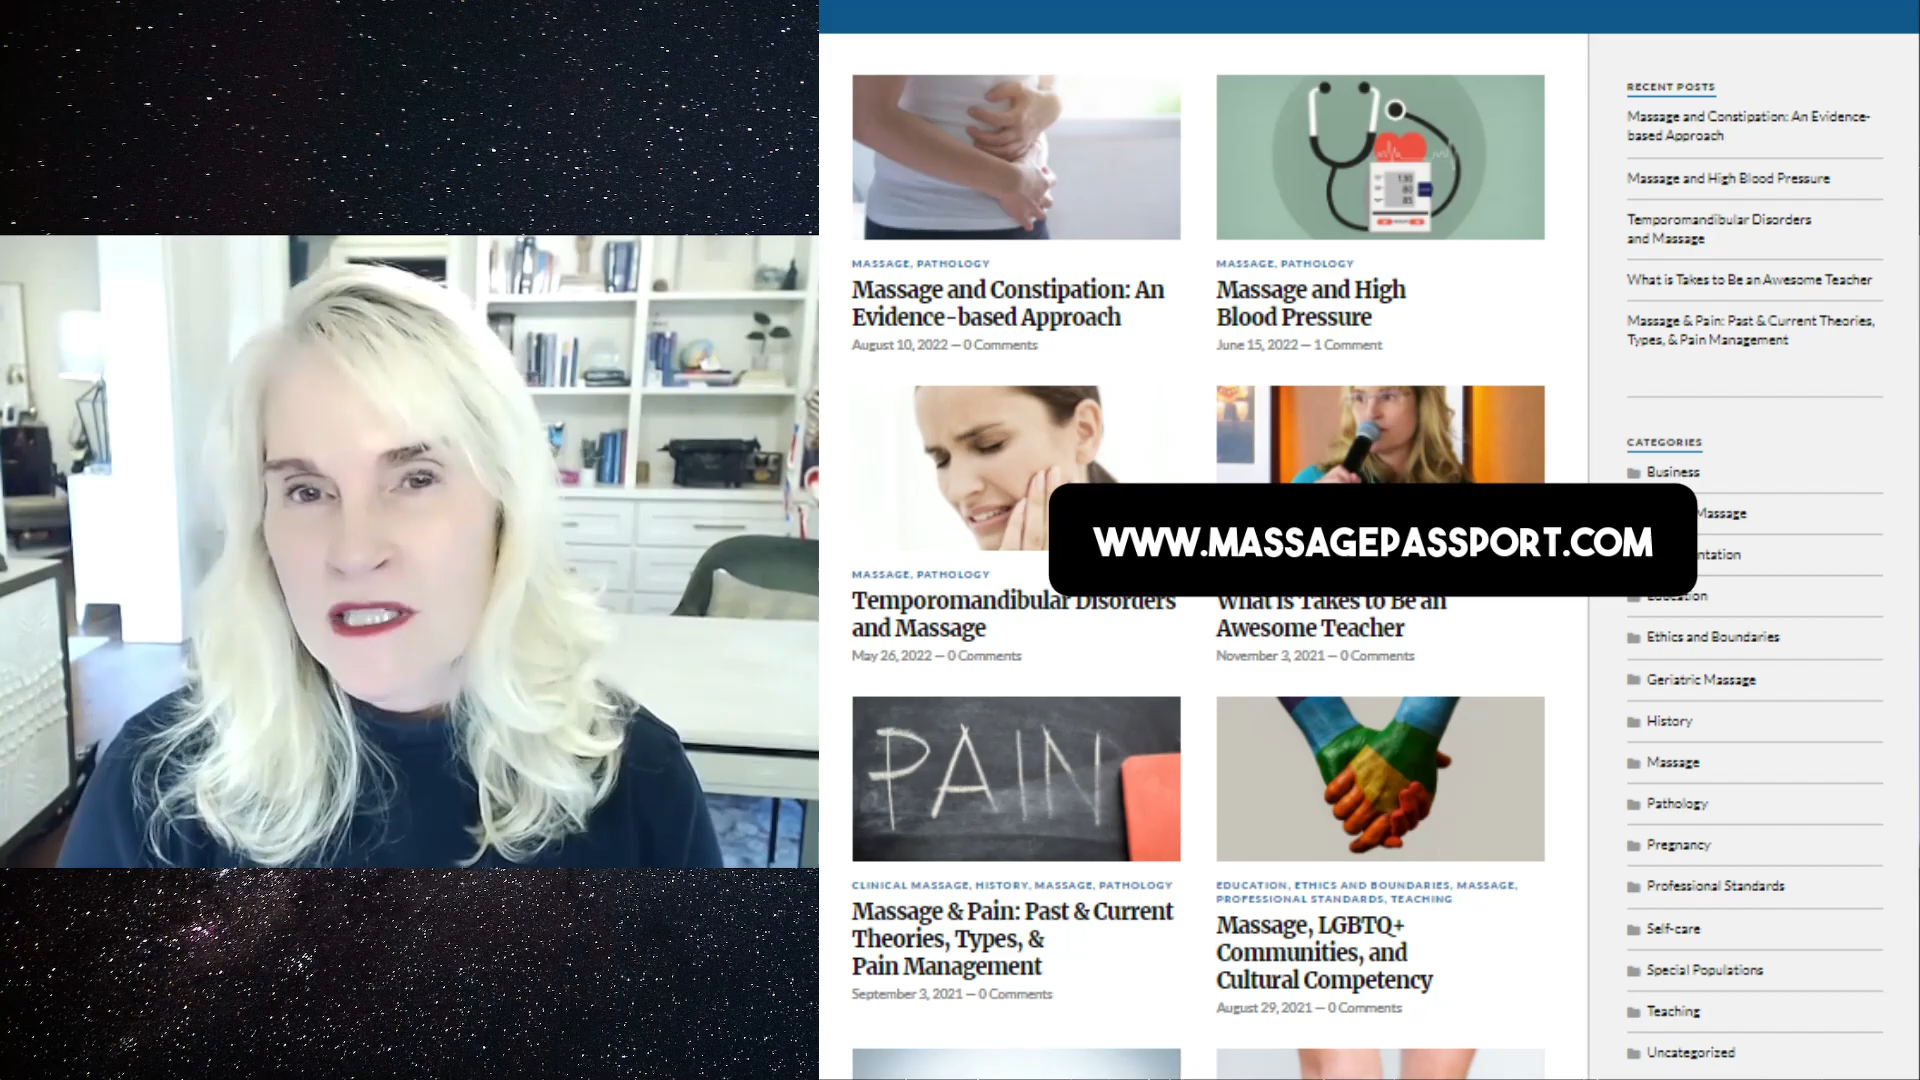 MASSAGE, PATHOLOGY
Massage and Constipation: An
Evidence-based Approach
August 10, 2022 — 0 Comments
MASSAGE, PATHOLOGY
Massage and High
Blood Pressure
June 15, 2022 — 1 Comment
MASSAGE, PATHOLOGY
Temporomandibular Disorders
and Massage
May 26, 2022 — 0 Comments
What is Takes to Be an
Awesome Teacher
November 3, 2021 — 0 Comments
WWW.MASSAGEPASSPORT.COM
PAIN
CLINICAL MASSAGE, HISTORY, MASSAGE, PATHOLOGY
Massage & Pain: Past & Current
Theories, Types, &
Pain Management
September 3, 2021 — 0 Comments
EDUCATION, ETHICS AND BOUNDARIES, MASSAGE,
PROFESSIONAL STANDARDS, TEACHING
Massage, LGBTQ+
Communities, and
Cultural Competency
August 29, 2021 — 0 Comments
RECENT POSTS
Massage and Constipation: An Evidence-
based Approach
Massage and High Blood Pressure
Temporomandibular Disorders
and Massage
What is Takes to Be an Awesome Teacher
Massage & Pain: Past & Current Theories,
Types, & Pain Management
CATEGORIES
Business
Massage
Education
Ethics and Boundaries
Geriatric Massage
History
Massage
Pathology
Pregnancy
Professional Standards
Self-care
Special Populations
Teaching
Uncategorized